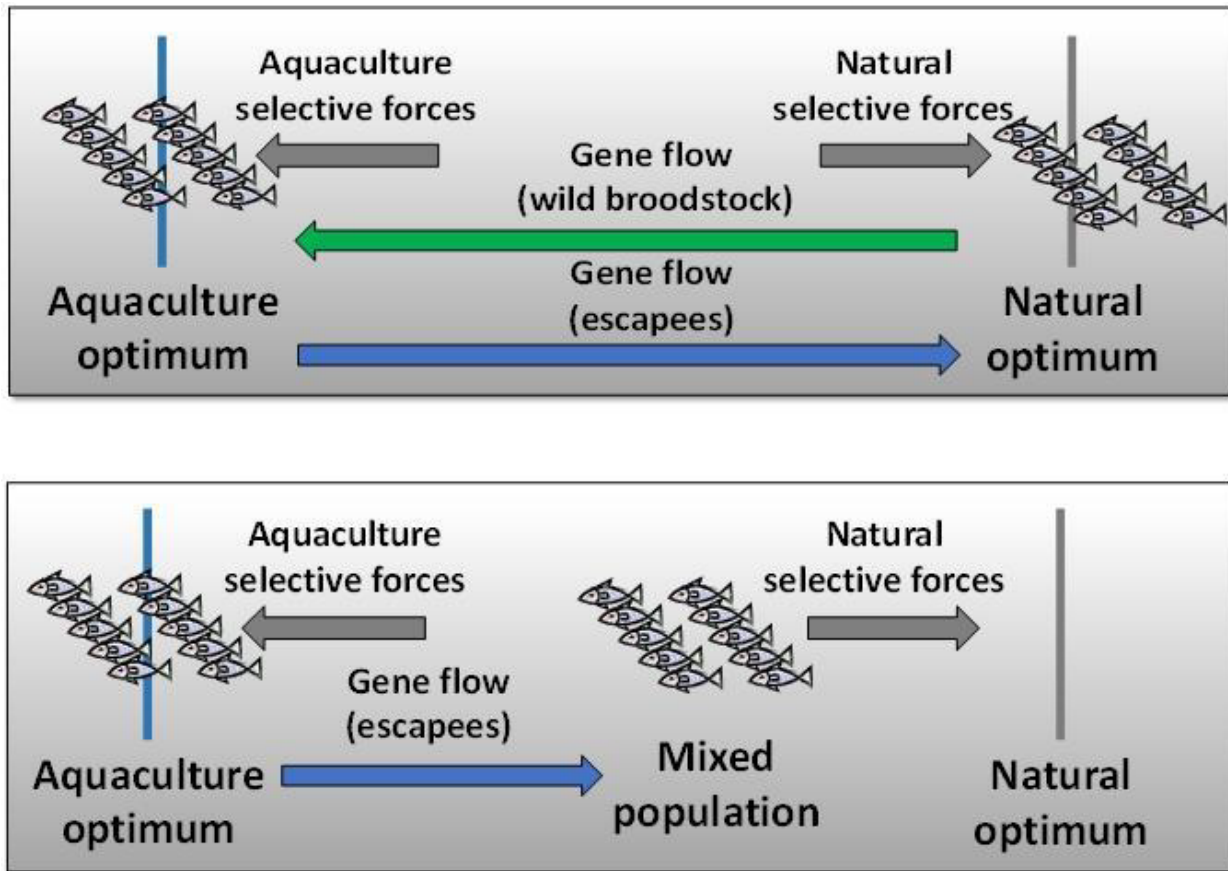 Aquaculture
selective forces
Natural
selective forces
Gene flow
(wild broodstock)
Gene flow
(escapees)
Aquaculture
optimum
Natural
optimum
Aquaculture
selective forces
Natural
selective forces
Gene flow
(escapees)
Aquaculture
optimum
Mixed
population
Natural
optimum